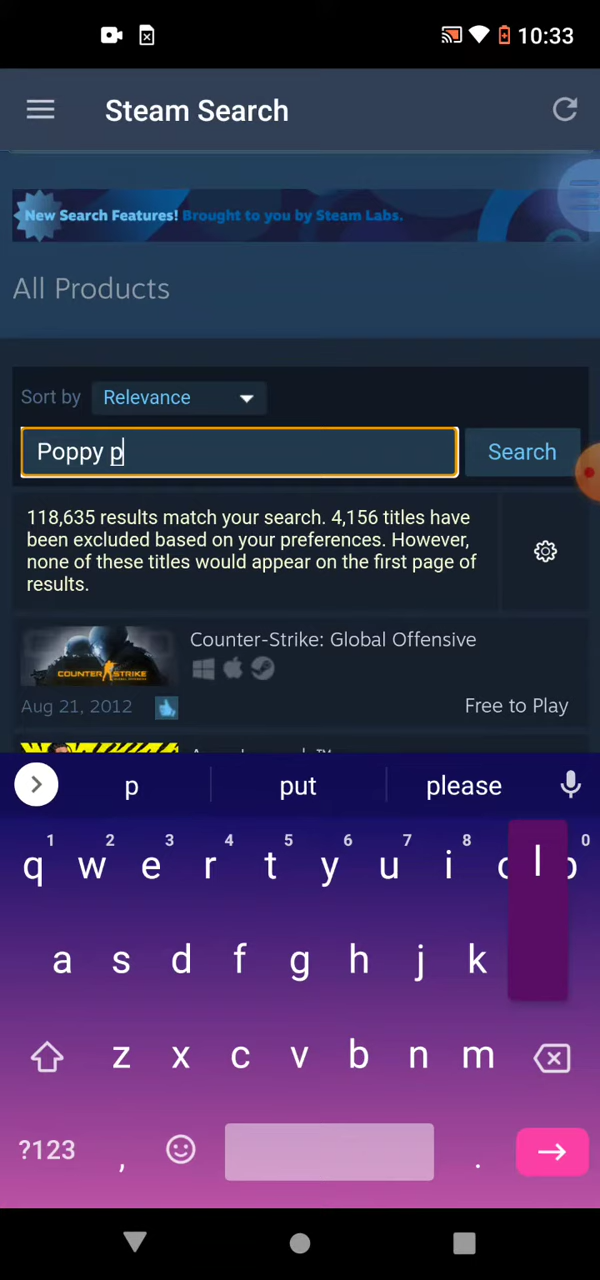 10:33
Steam Search
New Search Features! Brought to you by Steam Labs.
All Products
Sort by Relevance
Poppy p
Search
118,635 results match your search. 4,156 titles have
been excluded based on your preferences. However,
none of these titles would appear on the first page of
results.
Counter-Strike: Global Offensive
COUNTER STRIKE
Aug 21, 2012
Free to Play
p put please
1 2 3 4 5 6 7 8 0
q w e r t y u i o p
l
a s d f g h j k
z x c v b n m
?123 , .